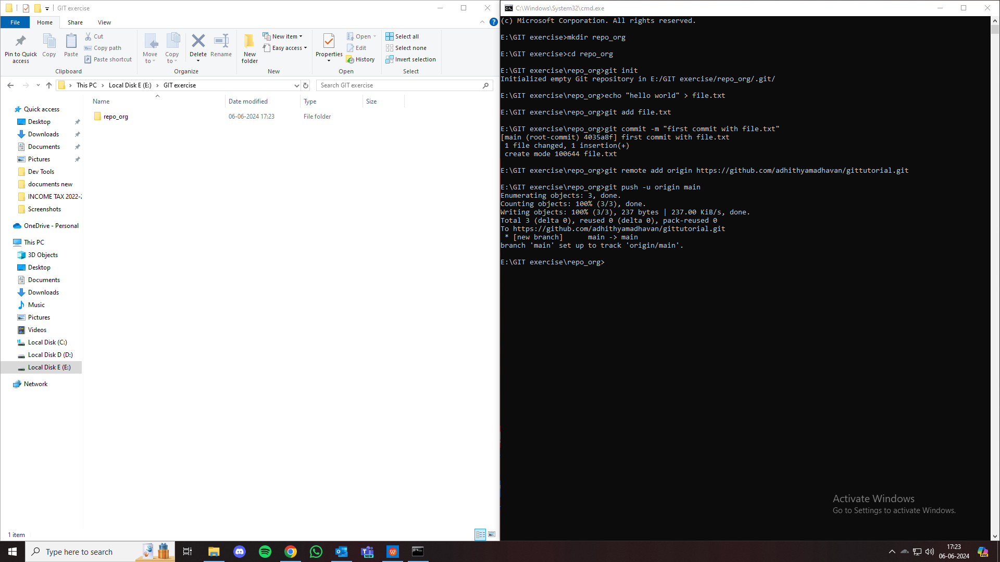 GIT exercise
File
Home
Share
View
Pin to Quick access
Copy
Paste
Cut
Copy path
Paste shortcut
Clipboard
Move to
Copy to
Delete
Rename
Organize
New folder
New item
Easy access
New
Properties
Open
Edit
History
Open
Select all
Select none
Invert selection
Select
This PC > Local Disk E (E:) > GIT exercise
Search GIT exercise
Name
Date modified
Type
Size
repo_org
06-06-2024 17:23
File folder
Quick access
Desktop
Downloads
Documents
Pictures
Dev Tools
documents new
INCOME TAX 2022-
Screenshots
OneDrive - Personal
This PC
3D Objects
Desktop
Documents
Downloads
Music
Pictures
Videos
Local Disk (C:)
Local Disk D (D:)
Local Disk E (E:)
Network
1 item
C:\Windows\System32\cmd.exe
(c) Microsoft Corporation. All rights reserved.
E:\GIT exercise>mkdir repo_org
E:\GIT exercise>cd repo_org
E:\GIT exercise\repo_org>git init
Initialized empty Git repository in E:/GIT exercise/repo_org/.git/
E:\GIT exercise\repo_org>echo "hello world" > file.txt
E:\GIT exercise\repo_org>git add file.txt
E:\GIT exercise\repo_org>git commit -m "first commit with file.txt"
[main (root-commit) 4035a8f] first commit with file.txt
 1 file changed, 1 insertion(+)
 create mode 100644 file.txt
E:\GIT exercise\repo_org>git remote add origin https://github.com/adhithyamadhavan/gittutorial.git
E:\GIT exercise\repo_org>git push -u origin main
Enumerating objects: 3, done.
Counting objects: 100% (3/3), done.
Writing objects: 100% (3/3), 237 bytes | 237.00 KiB/s, done.
Total 3 (delta 0), reused 0 (delta 0), pack-reused 0
To https://github.com/adhithyamadhavan/gittutorial.git
 * [new branch]      main -> main
branch 'main' set up to track 'origin/main'.
E:\GIT exercise\repo_org>
Activate Windows
Go to Settings to activate Windows.
Type here to search
NEW
17:23
06-06-2024
PRE